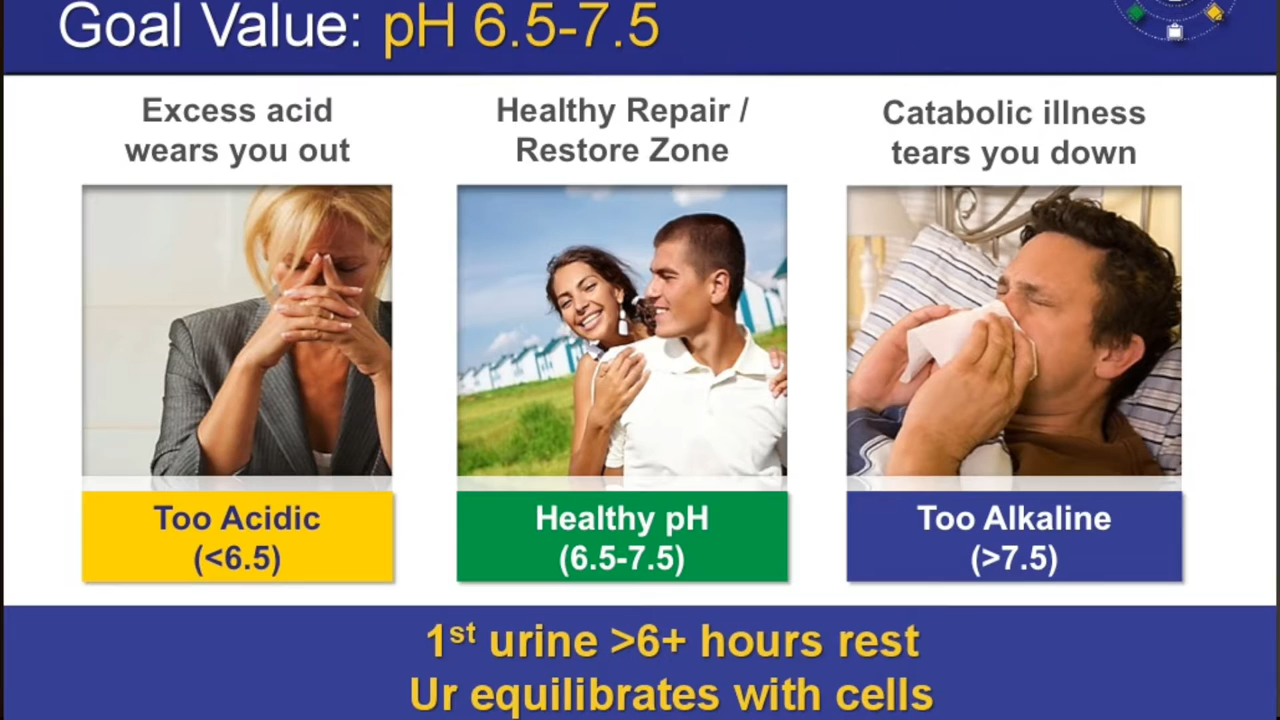 Goal Value: pH 6.5-7.5
Excess acid
wears you out
Healthy Repair /
Restore Zone
Catabolic illness
tears you down
Too Acidic
(<6.5)
Healthy pH
(6.5-7.5)
Too Alkaline
(>7.5)
1st urine >6+ hours rest
Ur equilibrates with cells